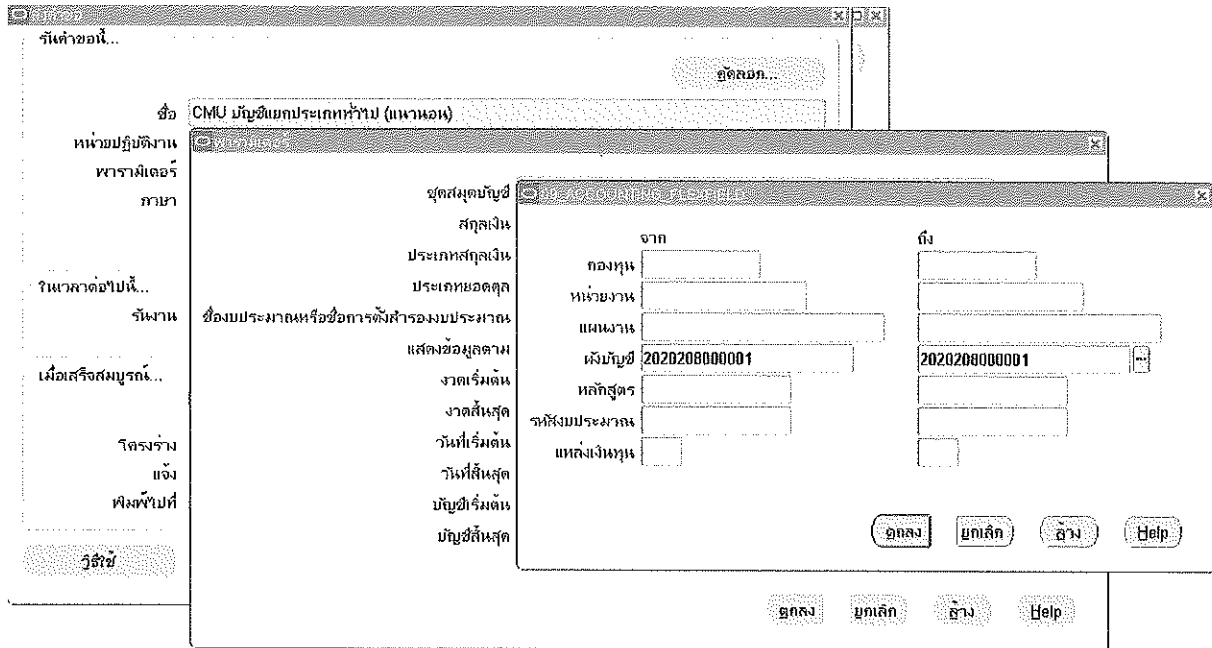 รันคำขอนี้...
คัดลอก...
ชื่อ CMU บัญชีแยกประเภททั่วไป (แนวนอน)
หน่วยปฏิบัติงาน
พารามิเตอร์
ภาษา
ในเวลาต่อไปนี้...
รันงาน
เมื่อเสร็จสมบูรณ์...
โครงร่าง
แจ้ง
พิมพ์ไปที่
วิธีใช้
พารามิเตอร์
ชุดสมุดบัญชี
สกุลเงิน
ประเภทสกุลเงิน
ประเภทยอดดุล
ชื่องบประมาณหรือชื่อการตั้งสำรองงบประมาณ
แสดงข้อมูลตาม
งวดเริ่มต้น
งวดสิ้นสุด
วันที่เริ่มต้น
วันที่สิ้นสุด
บัญชีเริ่มต้น
บัญชีสิ้นสุด
ตกลง ยกเลิก ล้าง Help
จาก ถึง
กองทุน
หน่วยงาน
แผนงาน
ผังบัญชี 2020208000001 2020208000001
หลักสูตร
รหัสงบประมาณ
แหล่งเงินทุน
ตกลง ยกเลิก ล้าง Help